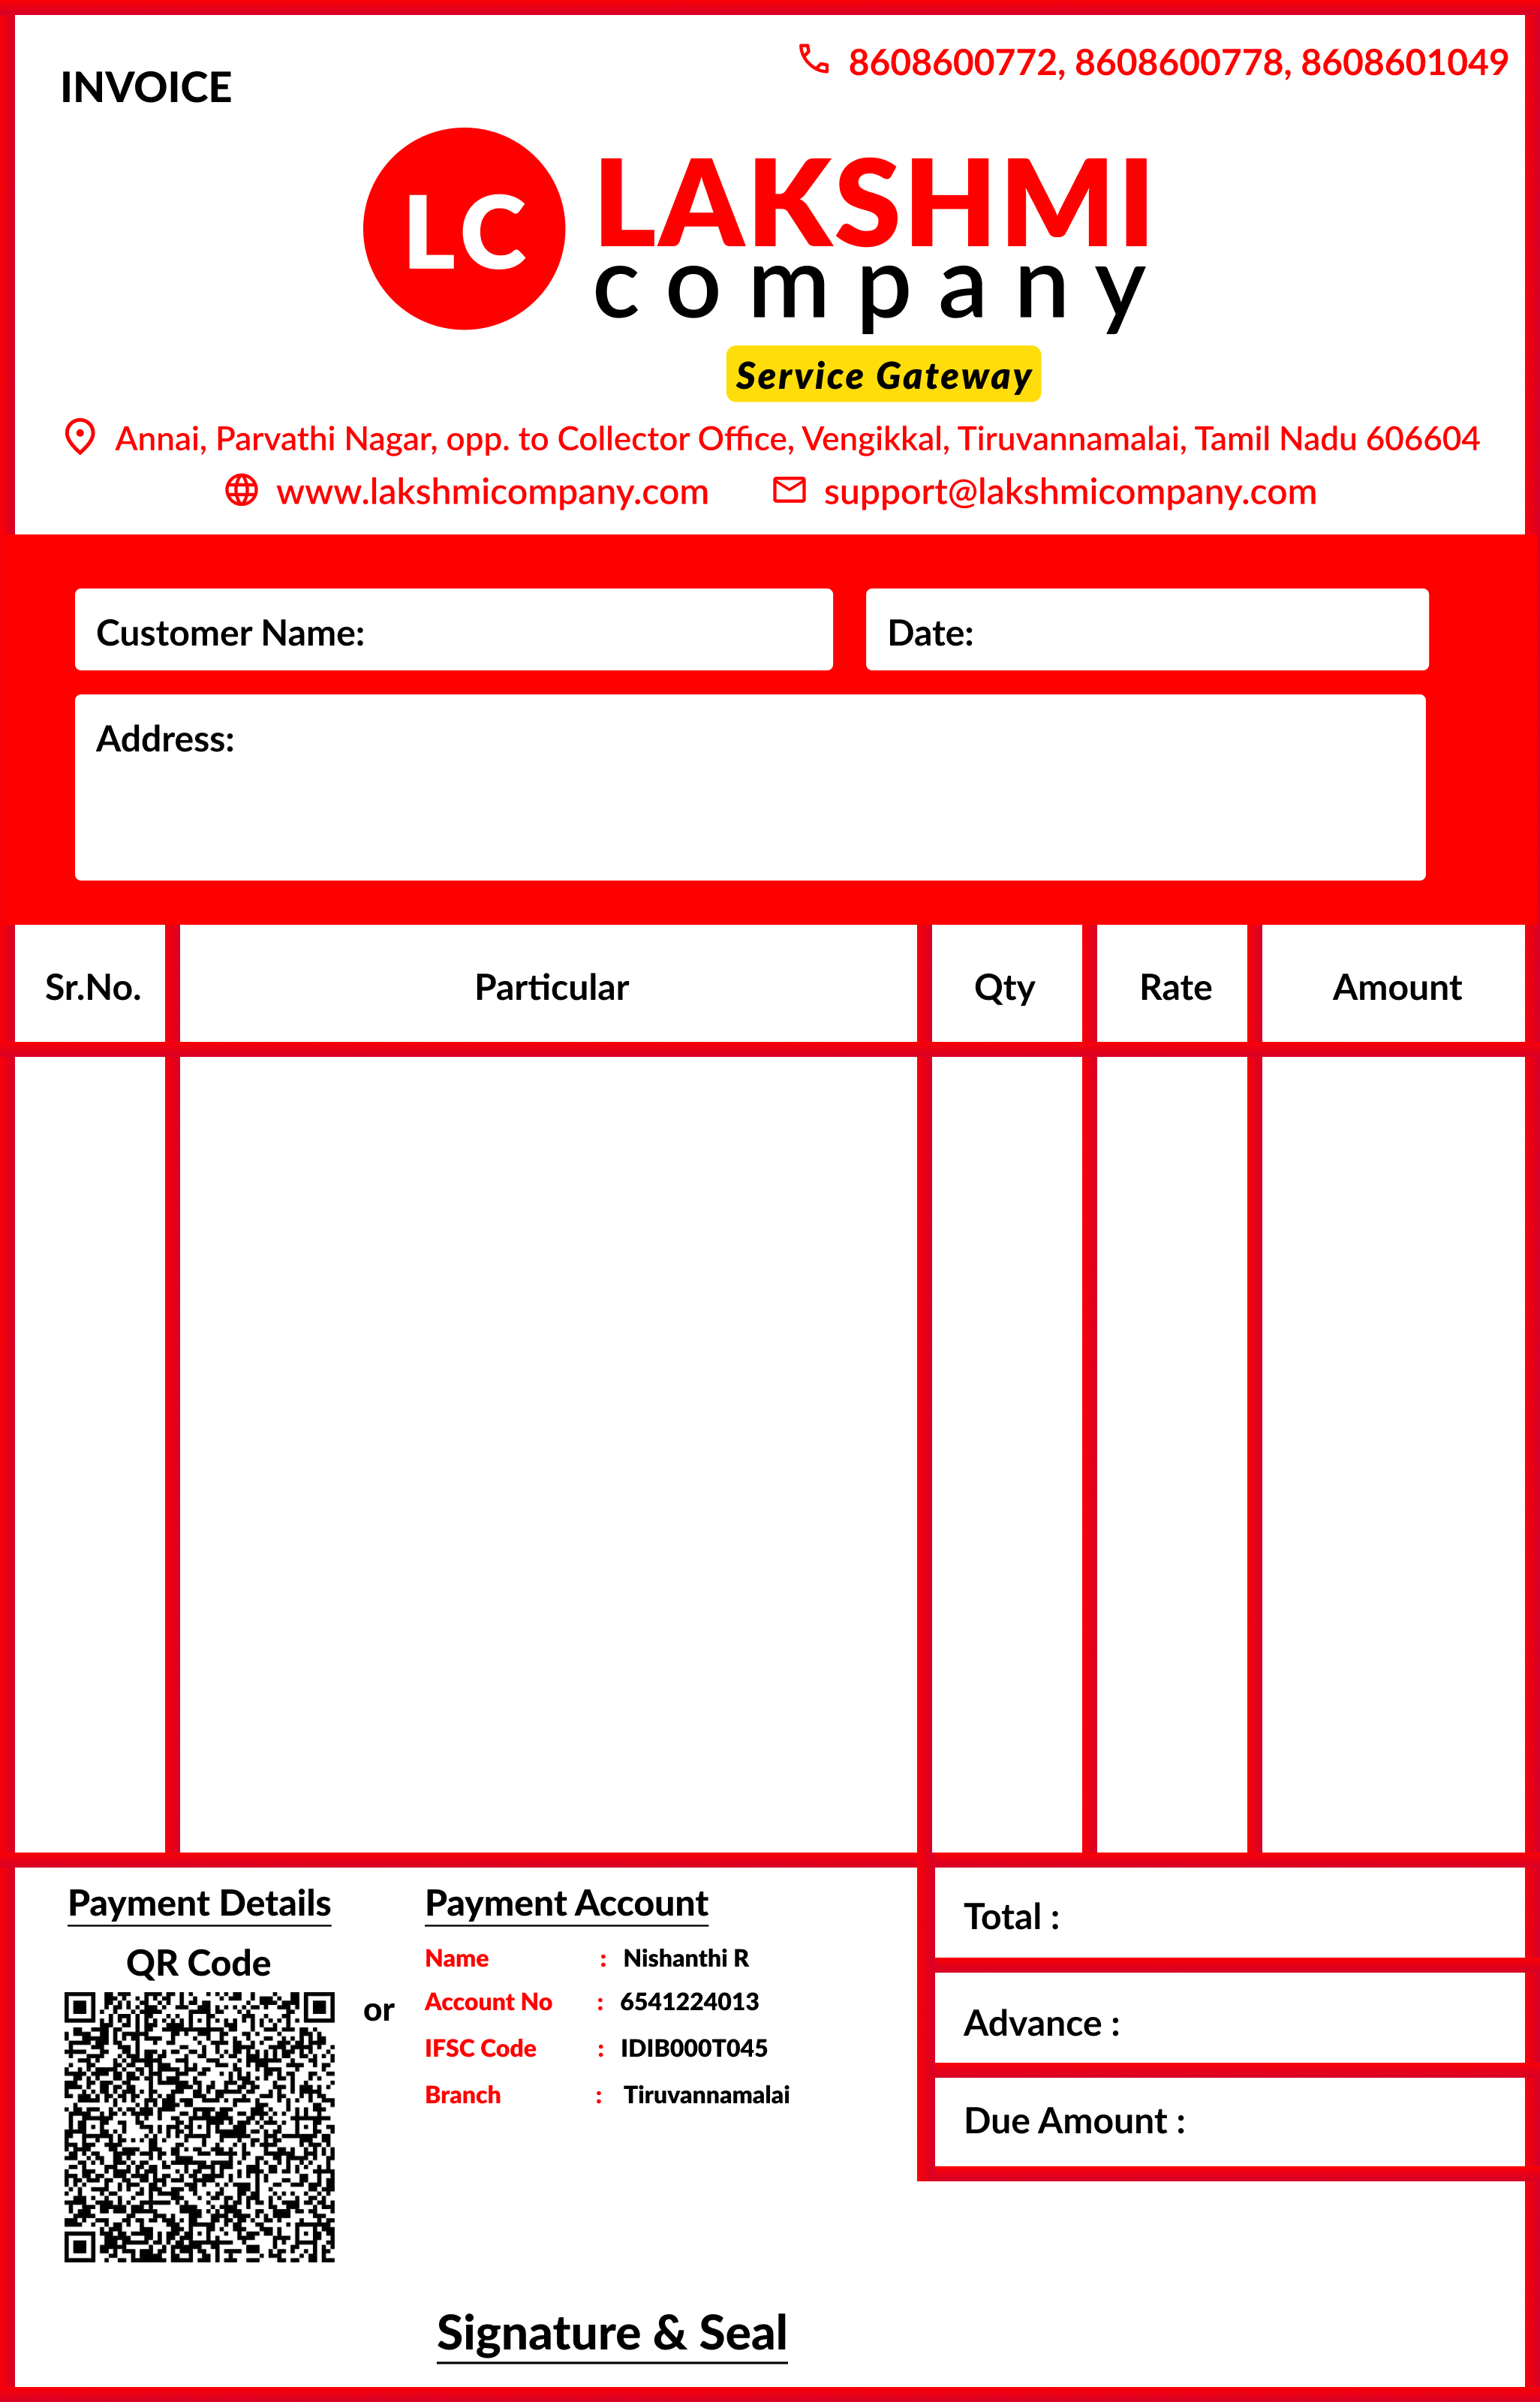 8608600772, 8608600778, 8608601049
INVOICE
LC
LAKSHMI
company
Service Gateway
Annai, Parvathi Nagar, opp. to Collector Office, Vengikkal, Tiruvannamalai, Tamil Nadu 606604
www.lakshmicompany.com support@lakshmicompany.com
Customer Name: Date:
Address:
Sr.No. Particular Qty Rate Amount
Payment Details
QR Code
or
Payment Account
Name : Nishanthi R
Account No : 6541224013
IFSC Code : IDIB000T045
Branch : Tiruvannamalai
Total :
Advance :
Due Amount :
Signature & Seal